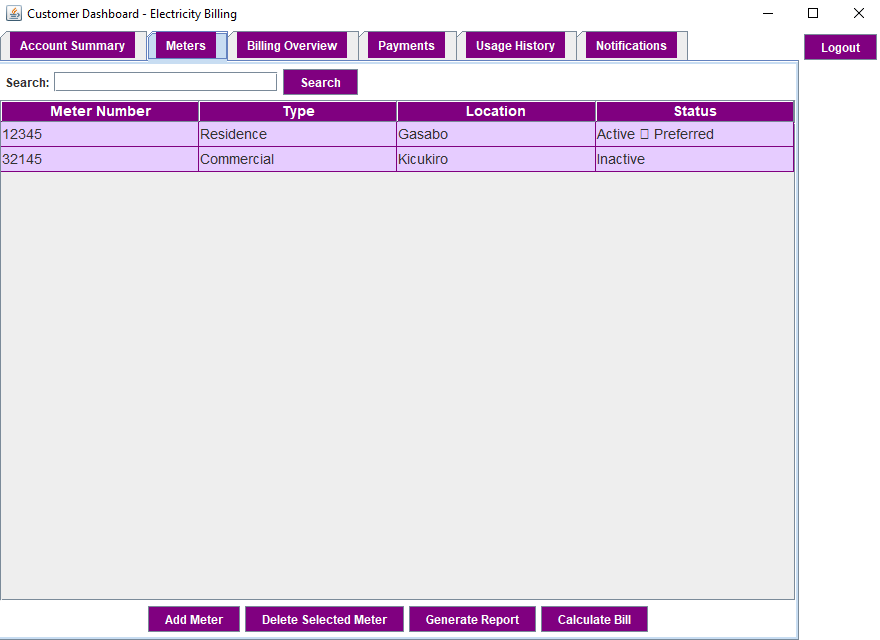 Customer Dashboard - Electricity Billing
Account Summary Meters Billing Overview Payments Usage History Notifications Logout
Search: Search
Meter Number Type Location Status
12345 Residence Gasabo Active ▯ Preferred
32145 Commercial Kicukiro Inactive
Add Meter Delete Selected Meter Generate Report Calculate Bill